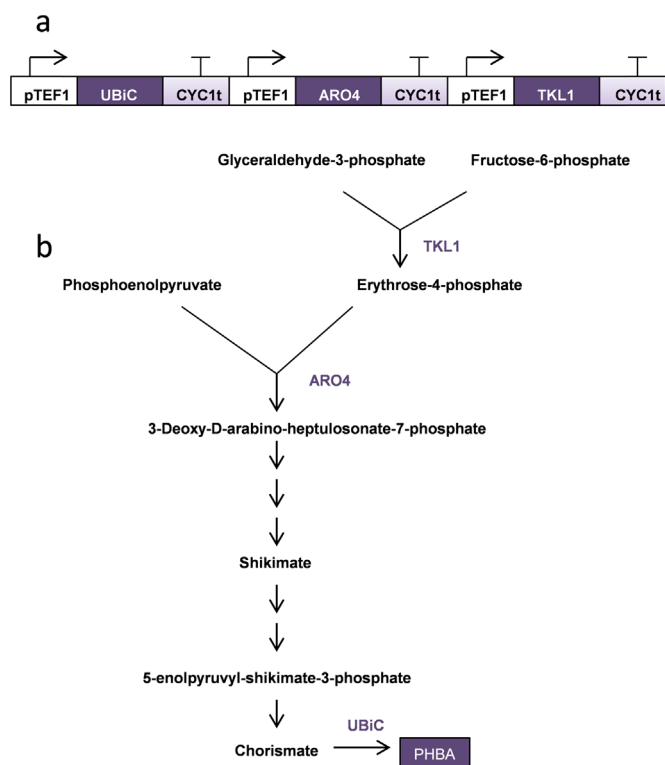 a
pTEF1 UBiC CYC1t pTEF1 ARO4 CYC1t pTEF1 TKL1 CYC1t
Glyceraldehyde-3-phosphate Fructose-6-phosphate
TKL1
b
Phosphoenolpyruvate Erythrose-4-phosphate
ARO4
3-Deoxy-D-arabino-heptulosonate-7-phosphate
Shikimate
5-enolpyruvyl-shikimate-3-phosphate
UBiC
Chorismate PHBA